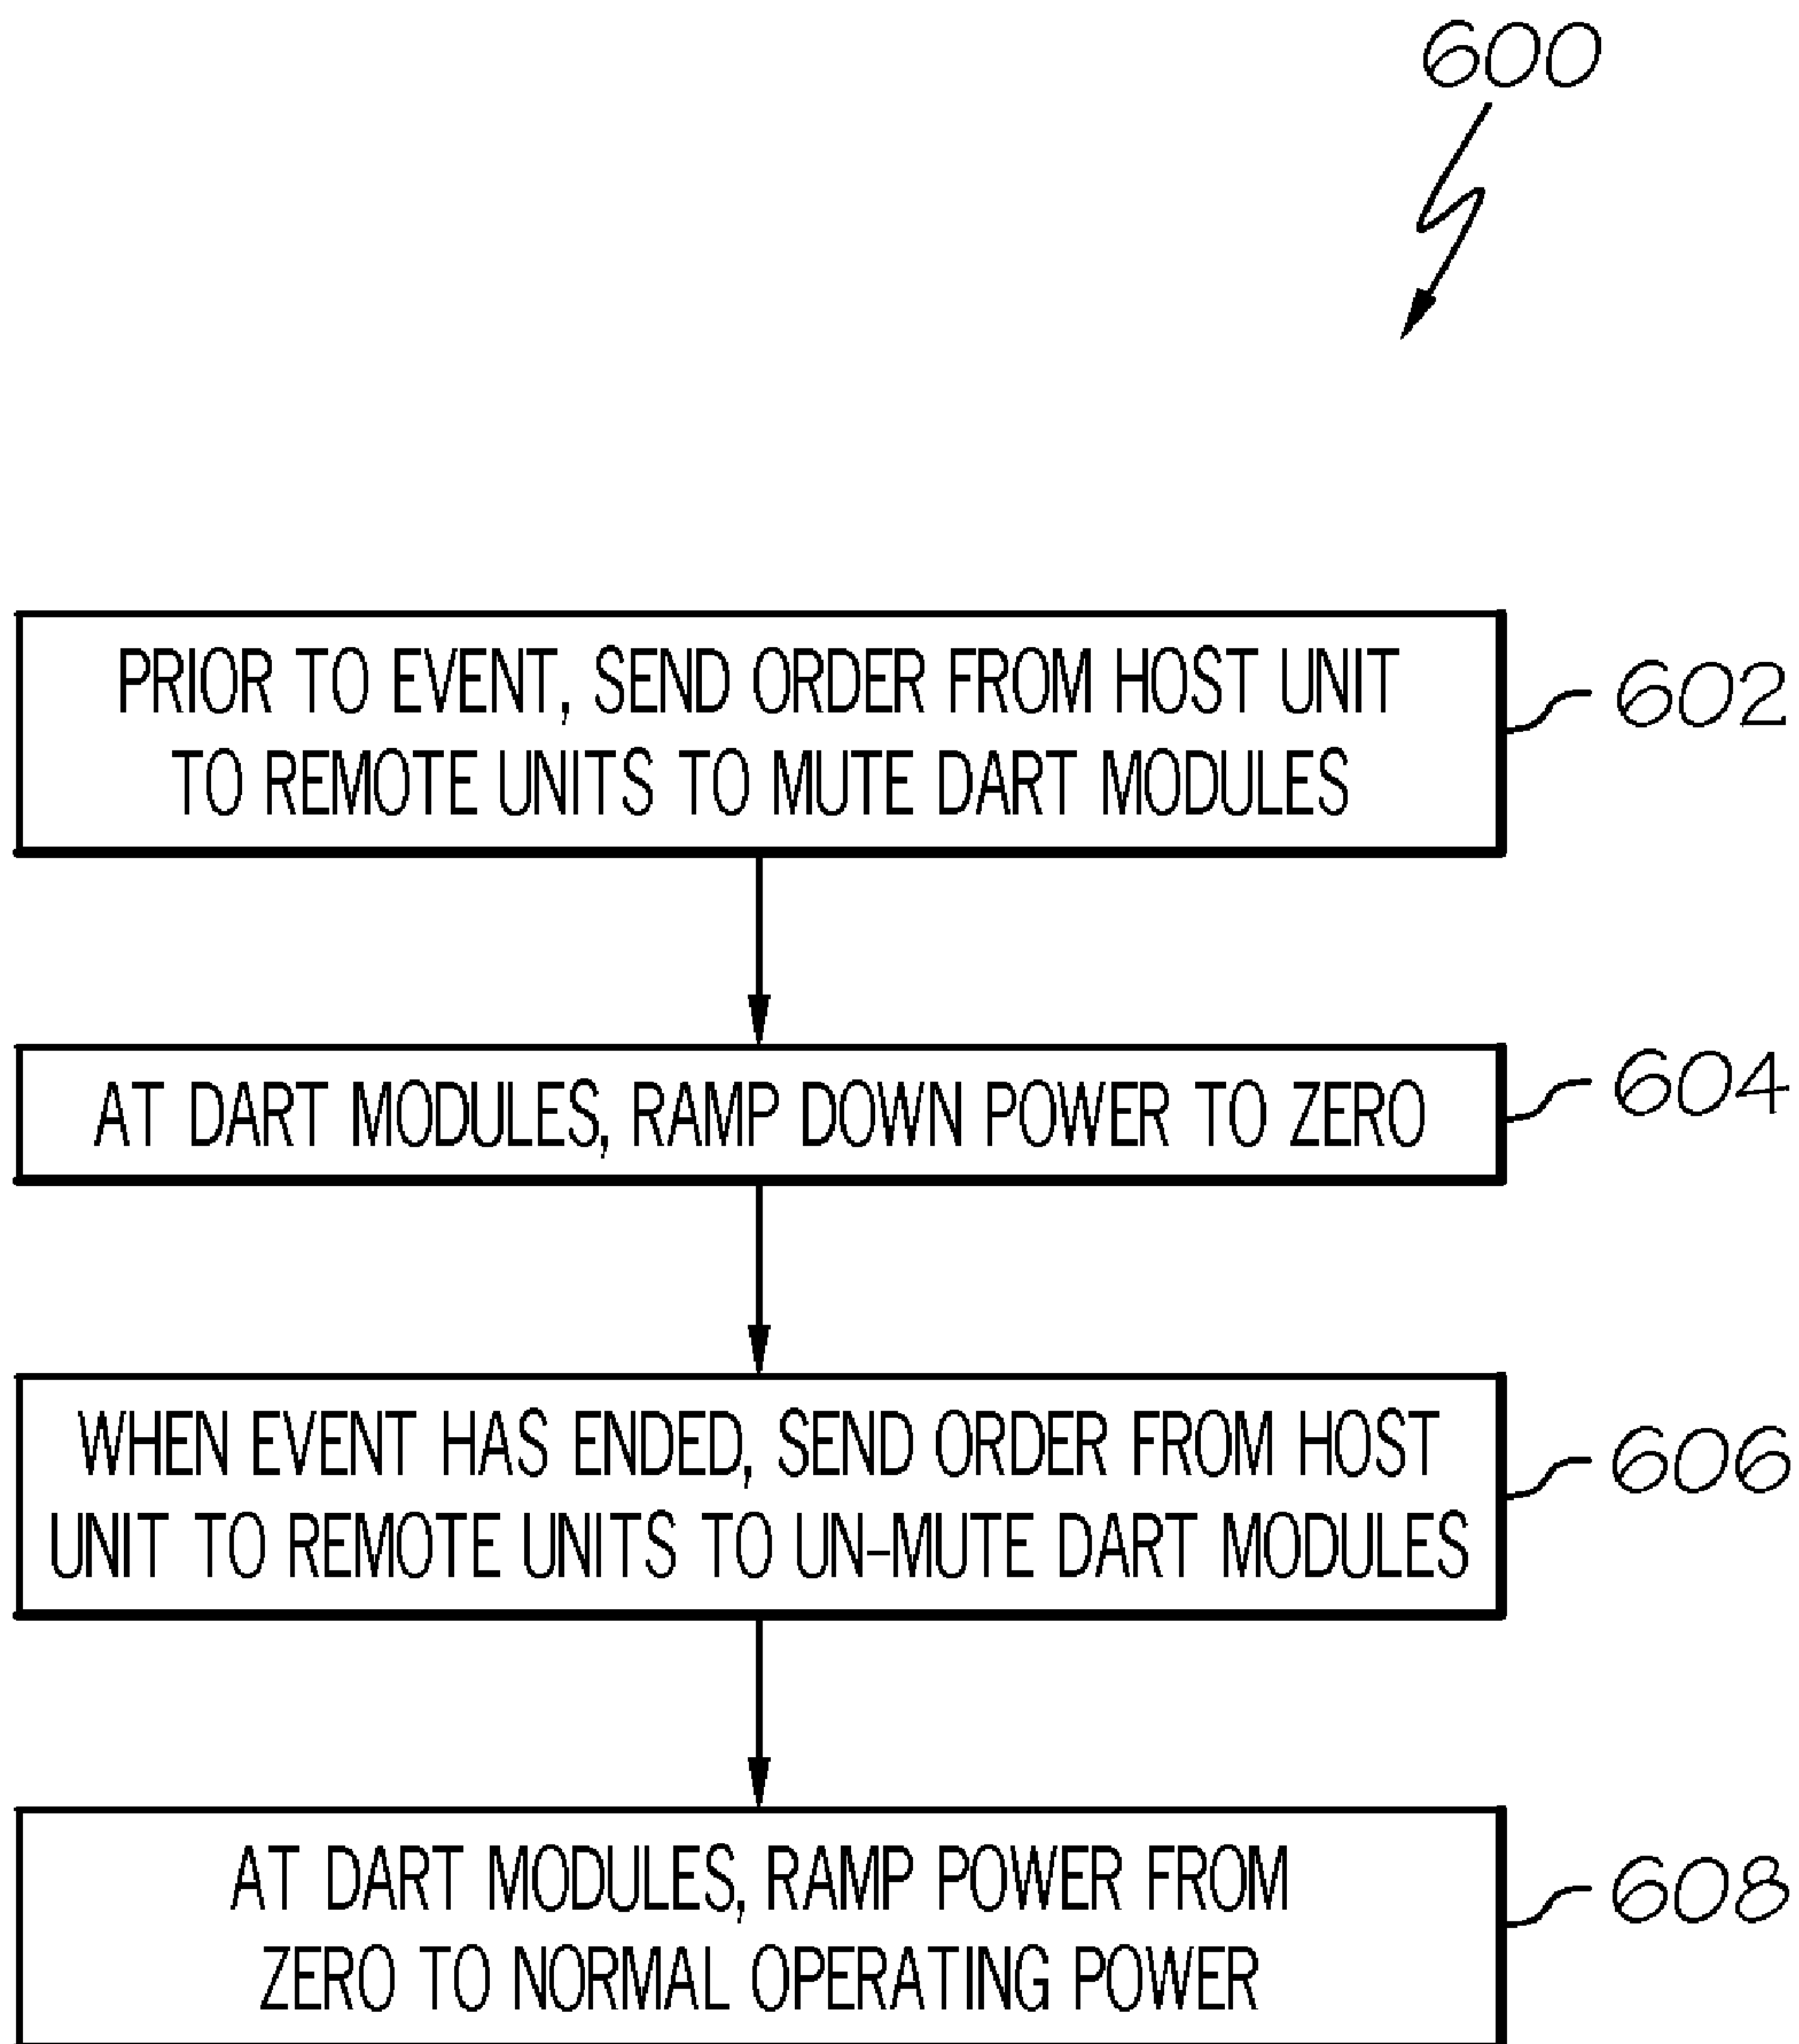 600
PRIOR TO EVENT, SEND ORDER FROM HOST UNIT
TO REMOTE UNITS TO MUTE DART MODULES
602
AT DART MODULES, RAMP DOWN POWER TO ZERO
604
WHEN EVENT HAS ENDED, SEND ORDER FROM HOST
UNIT TO REMOTE UNITS TO UN-MUTE DART MODULES
606
AT DART MODULES, RAMP POWER FROM
ZERO TO NORMAL OPERATING POWER
608